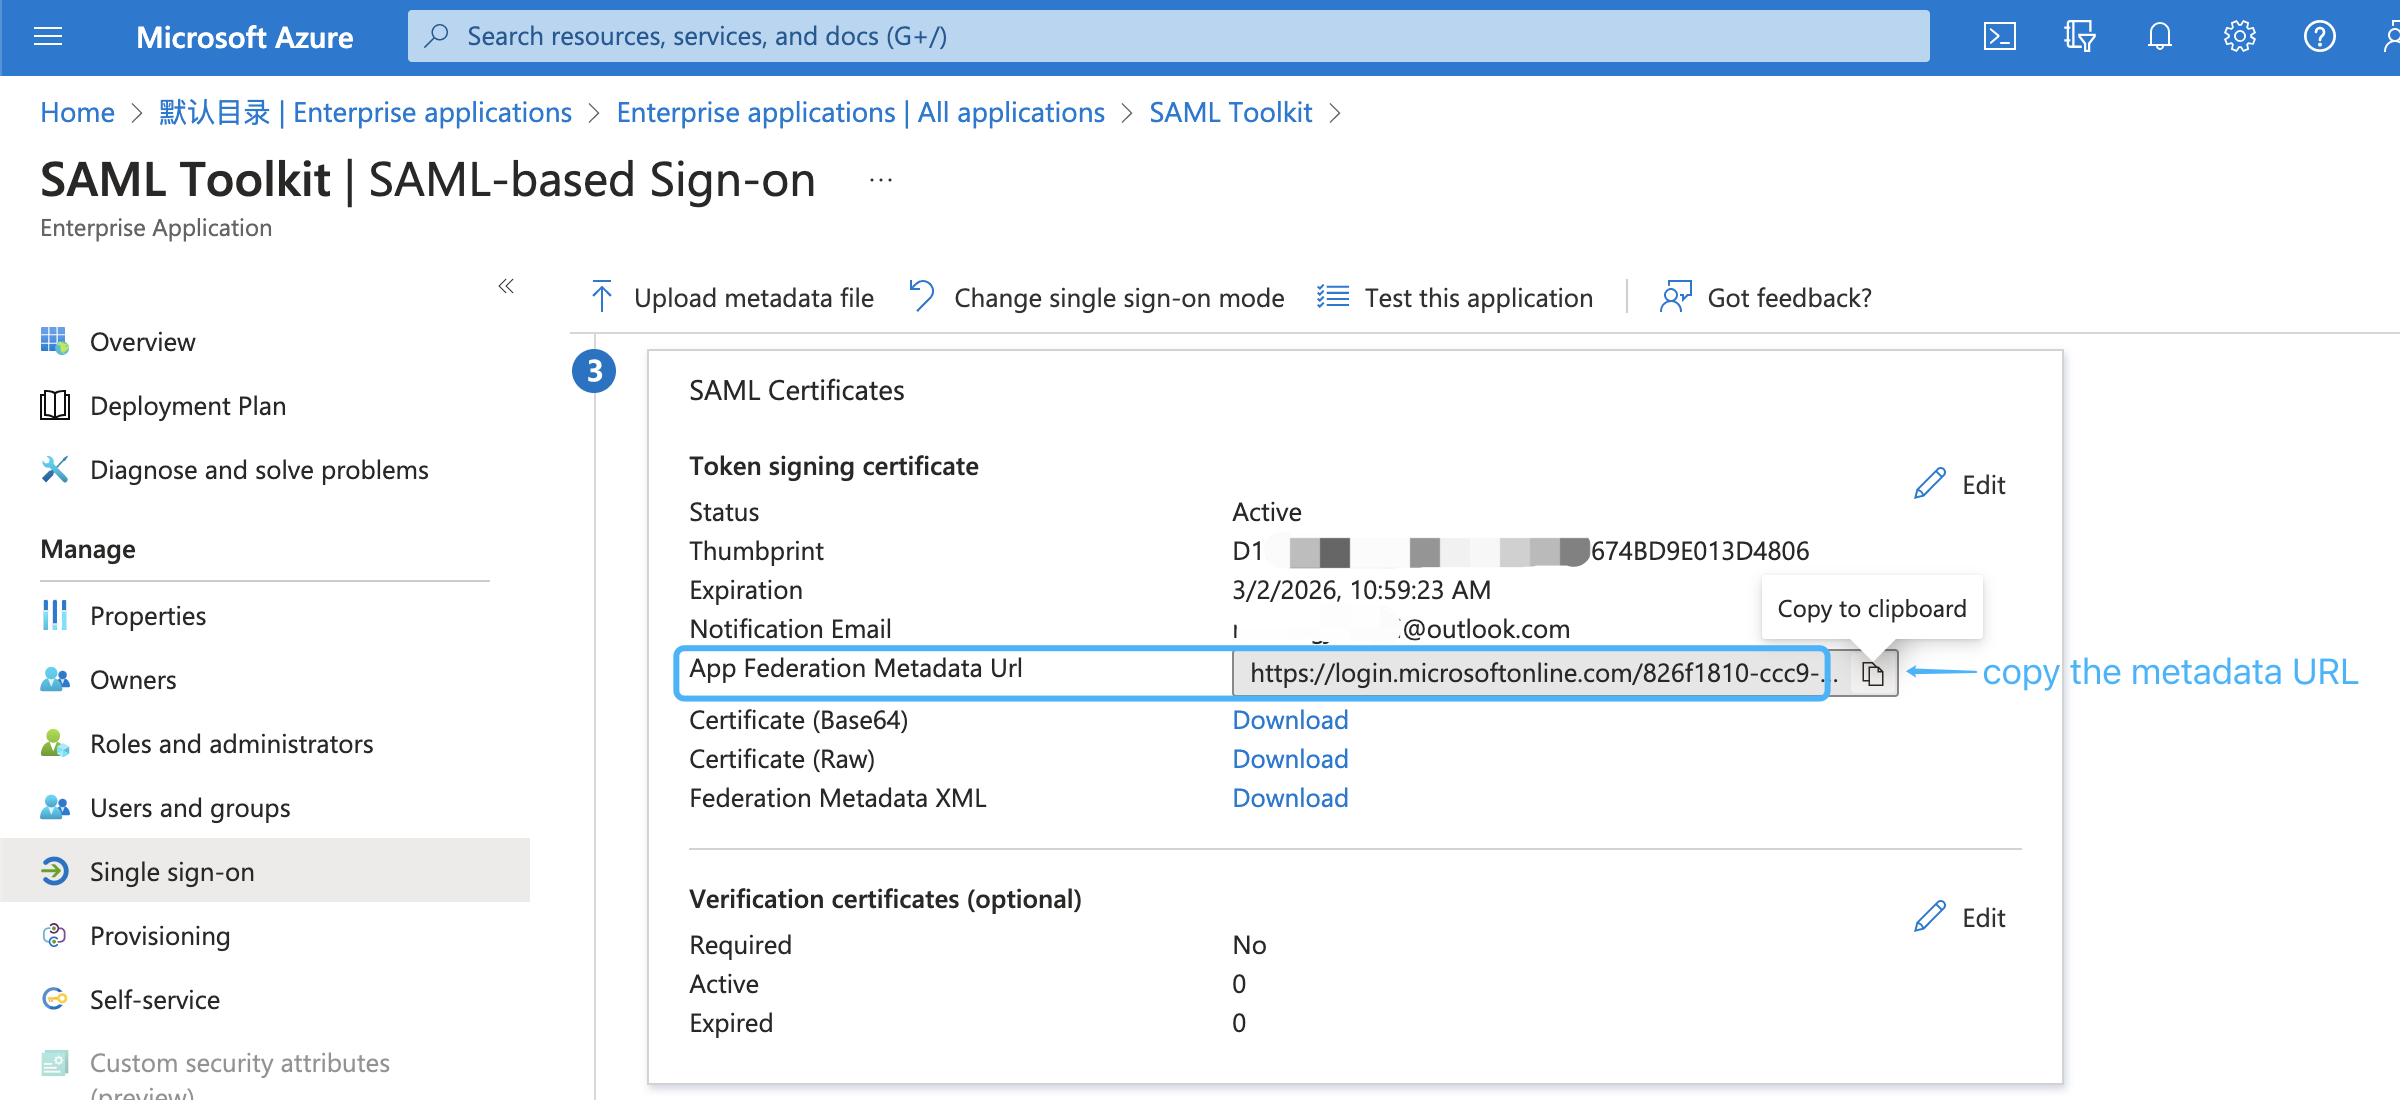 Microsoft Azure
Search resources, services, and docs (G+/)
Home > 默认目录 | Enterprise applications > Enterprise applications | All applications > SAML Toolkit >
SAML Toolkit | SAML-based Sign-on ...
Enterprise Application
«
Upload metadata file
Change single sign-on mode
Test this application
Got feedback?
Overview
Deployment Plan
Diagnose and solve problems
Manage
Properties
Owners
Roles and administrators
Users and groups
Single sign-on
Provisioning
Self-service
Custom security attributes
(preview)
3
SAML Certificates
Token signing certificate
Edit
Status Active
Thumbprint D1 674BD9E013D4806
Expiration 3/2/2026, 10:59:23 AM
Notification Email @outlook.com
Copy to clipboard
App Federation Metadata Url https://login.microsoftonline.com/826f1810-ccc9-...
copy the metadata URL
Certificate (Base64) Download
Certificate (Raw) Download
Federation Metadata XML Download
Verification certificates (optional)
Edit
Required No
Active 0
Expired 0